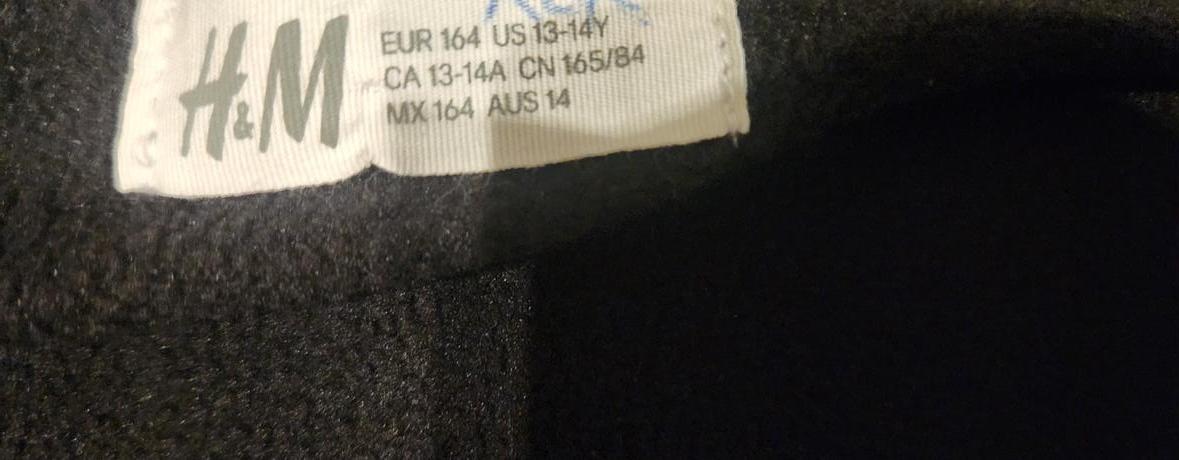 H&M
EUR 164 US 13-14Y
CA 13-14A CN 165/84
MX 164 AUS 14